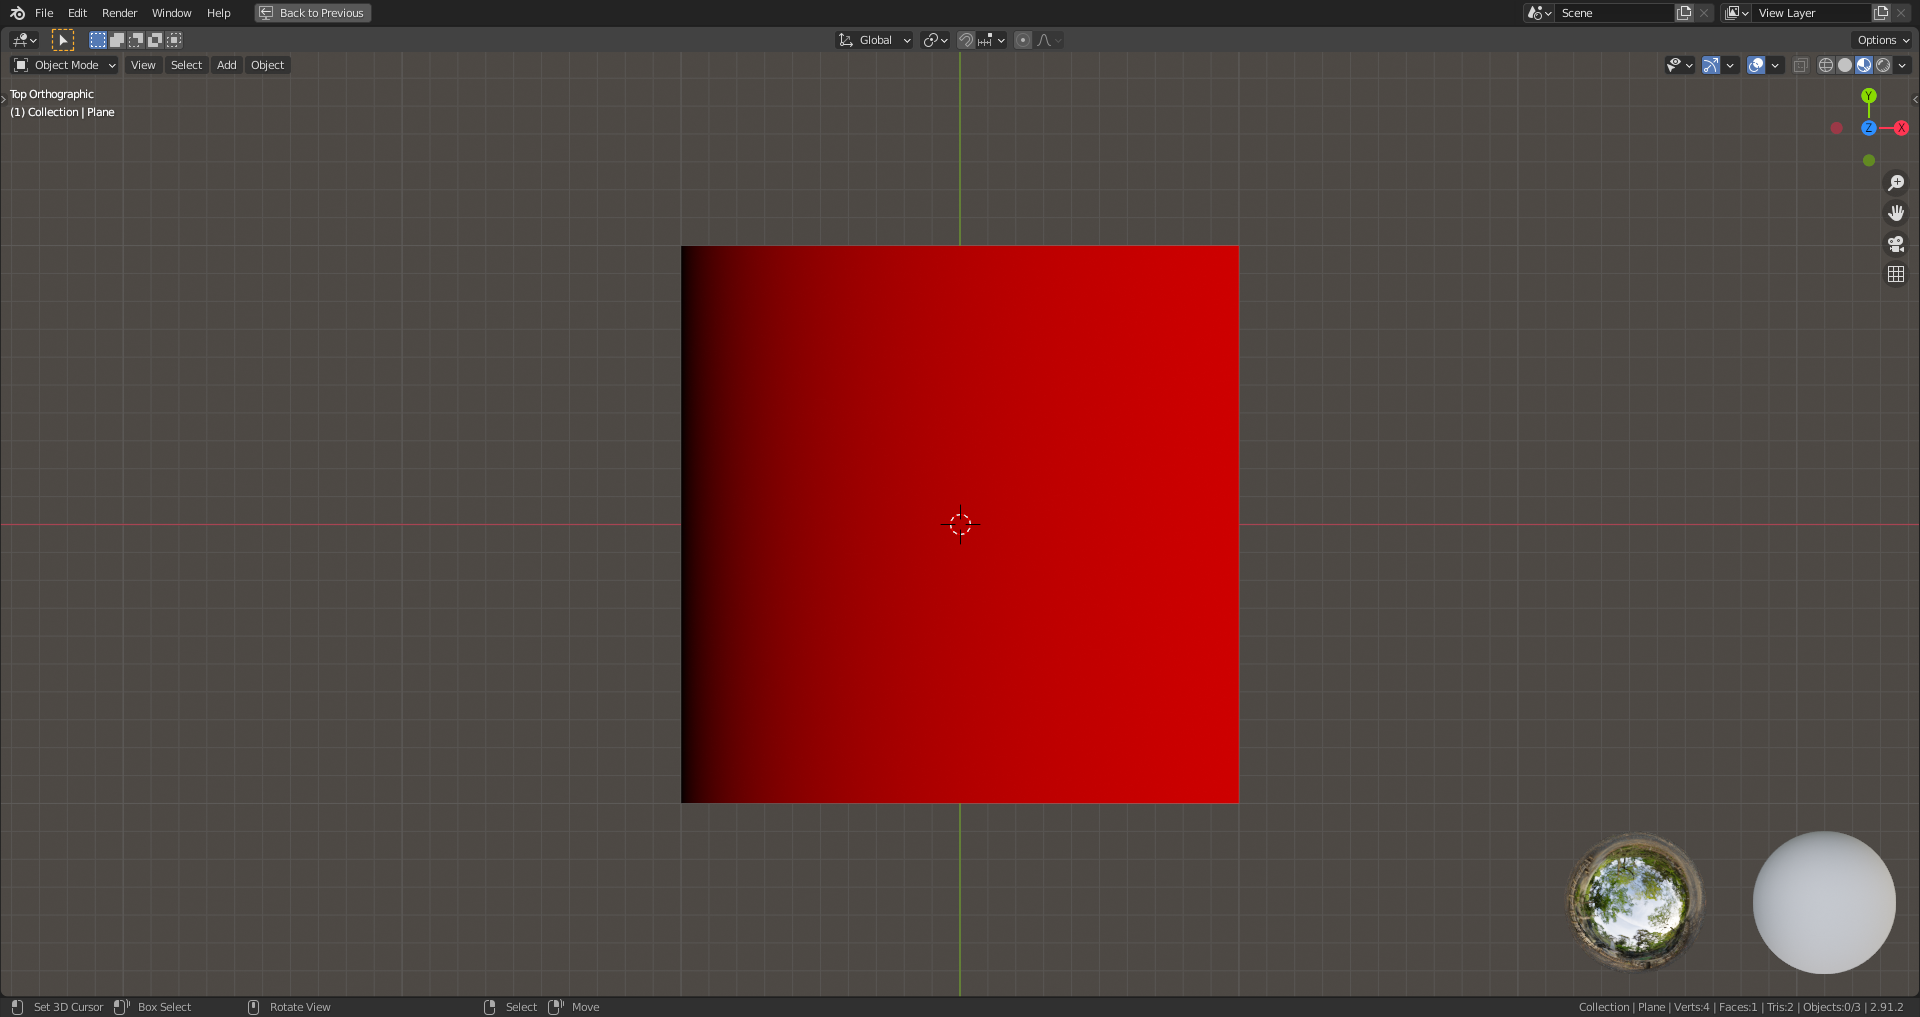 File Edit Render Window Help Back to Previous Scene View Layer
Global Options
Object Mode View Select Add Object
Top Orthographic
(1) Collection | Plane
Y
Z X
Set 3D Cursor Box Select Rotate View Select Move Collection | Plane | Verts:4 | Faces:1 | Tris:2 | Objects:0/3 | 2.91.2